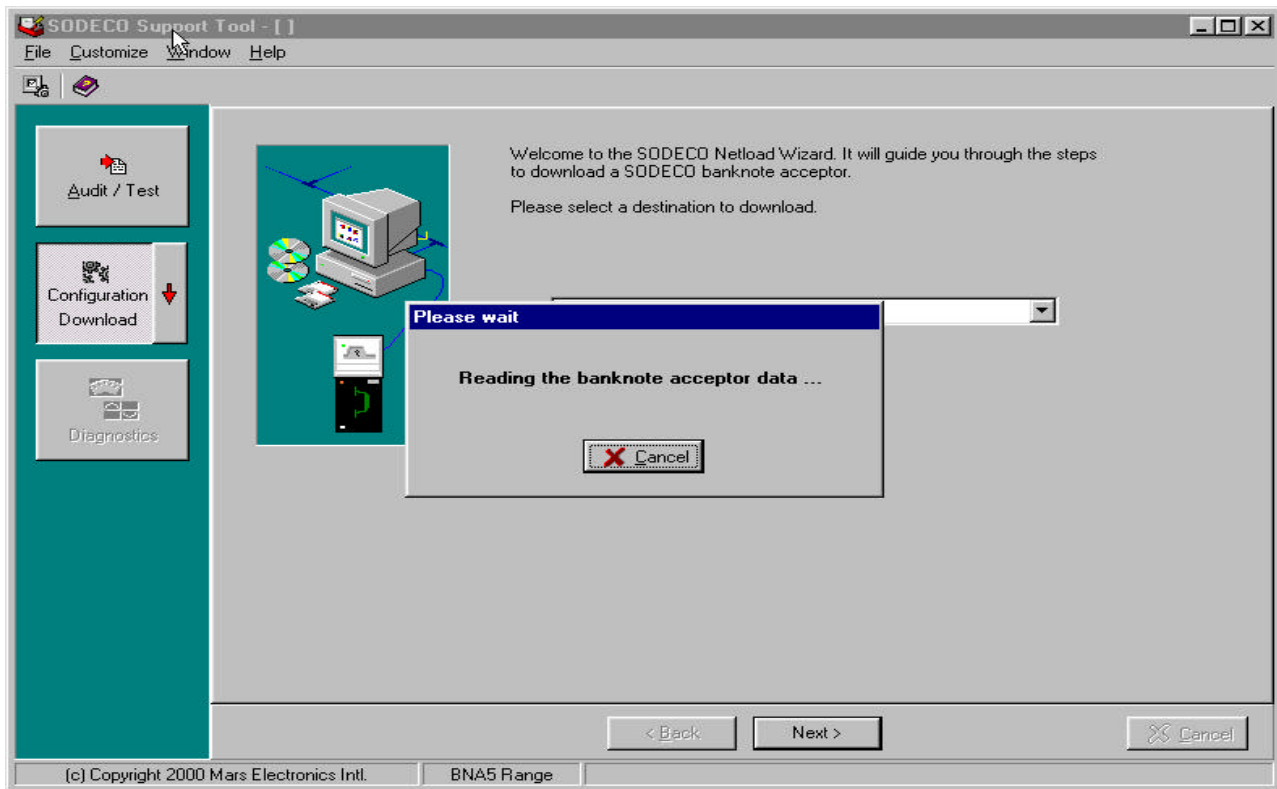 SODECO Support Tool - [ ]
File Customize Window Help
Audit / Test
Configuration
Download
Diagnostics
Welcome to the SODECO Netload Wizard. It will guide you through the steps
to download a SODECO banknote acceptor.
Please select a destination to download.
Please wait
Reading the banknote acceptor data ...
Cancel
< Back
Next >
Cancel
(c) Copyright 2000 Mars Electronics Intl.
BNA5 Range